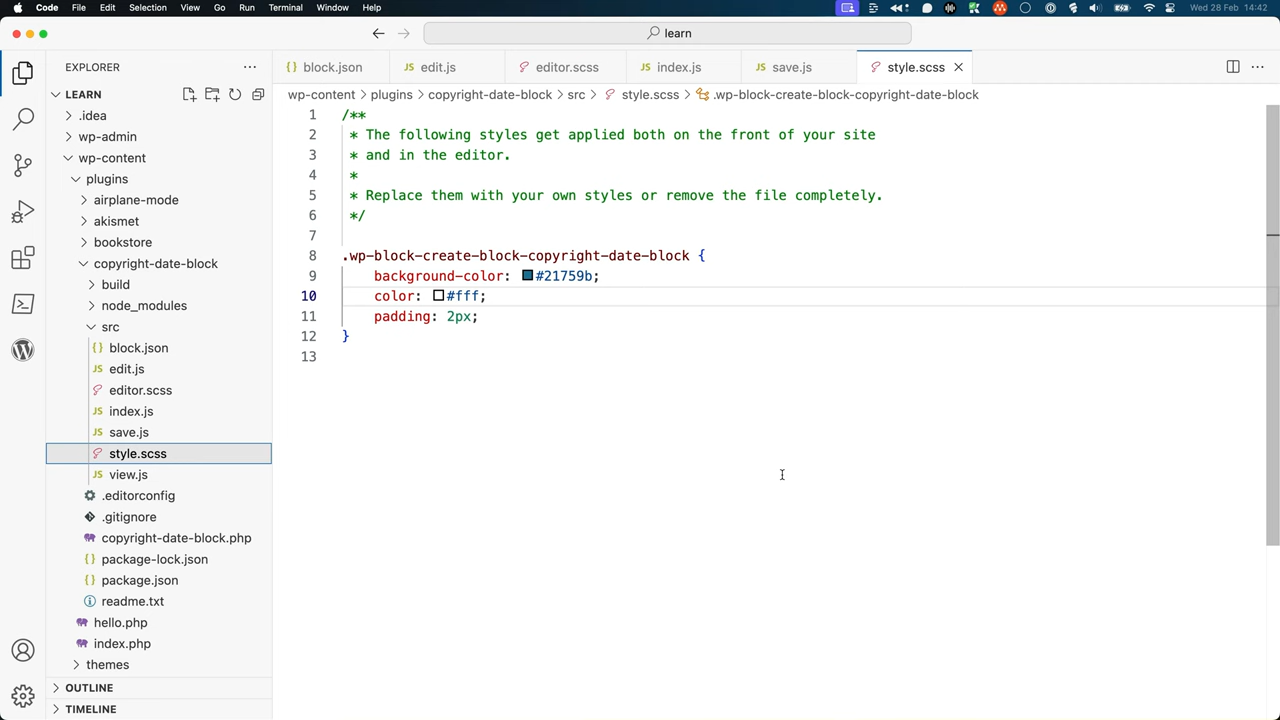 Code File Edit Selection View Go Run Terminal Window Help Wed 28 Feb 14:42
learn
EXPLORER
block.json
edit.js
editor.scss
index.js
save.js
style.scss
wp-content > plugins > copyright-date-block > src > style.scss > .wp-block-create-block-copyright-date-block
LEARN
.idea
wp-admin
wp-content
plugins
airplane-mode
akismet
bookstore
copyright-date-block
build
node_modules
src
{} block.json
JS edit.js
editor.scss
JS index.js
JS save.js
style.scss
JS view.js
.editorconfig
.gitignore
copyright-date-block.php
{} package-lock.json
{} package.json
readme.txt
hello.php
index.php
themes
OUTLINE
TIMELINE
1 /**
2  * The following styles get applied both on the front of your site
3  * and in the editor.
4  *
5  * Replace them with your own styles or remove the file completely.
6  */
7
8 .wp-block-create-block-copyright-date-block {
9     background-color: #21759b;
10     color: #fff;
11     padding: 2px;
12 }
13